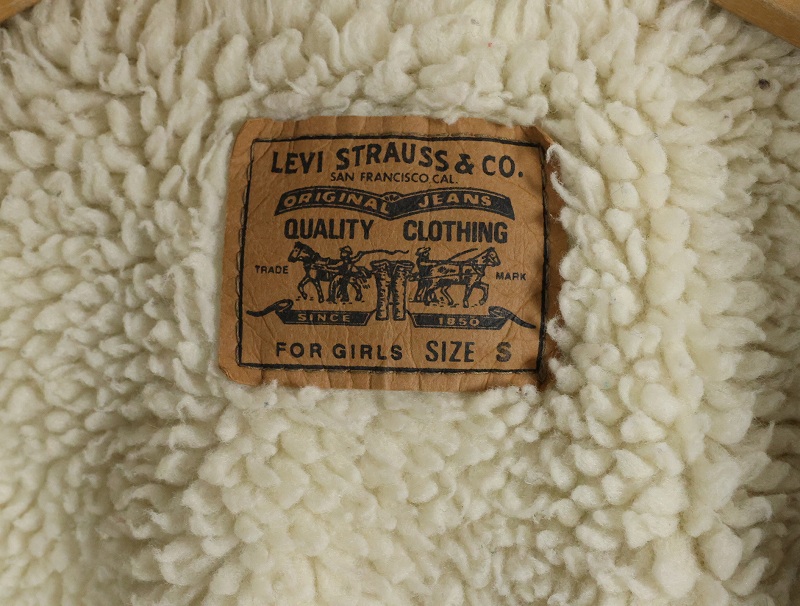 LEVI STRAUSS & CO.
SAN FRANCISCO CAL.
ORIGINAL JEANS
QUALITY CLOTHING
TRADE MARK
SINCE 1850
FOR GIRLS SIZE S